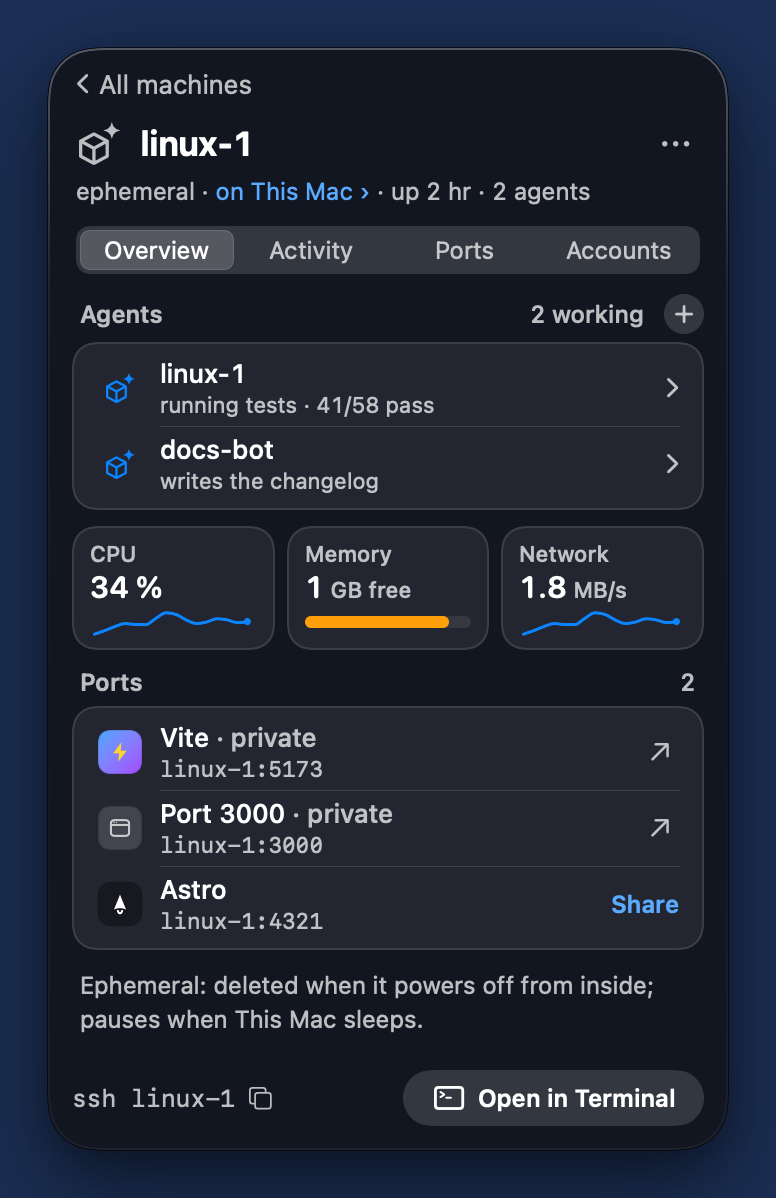 All machines
linux-1
ephemeral · on This Mac › · up 2 hr · 2 agents
Overview Activity Ports Accounts
Agents 2 working
linux-1
running tests · 41/58 pass
docs-bot
writes the changelog
CPU Memory Network
34 % 1 GB free 1.8 MB/s
Ports 2
Vite · private
linux-1:5173
Port 3000 · private
linux-1:3000
Astro
linux-1:4321
Share
Ephemeral: deleted when it powers off from inside;
pauses when This Mac sleeps.
ssh linux-1 Open in Terminal